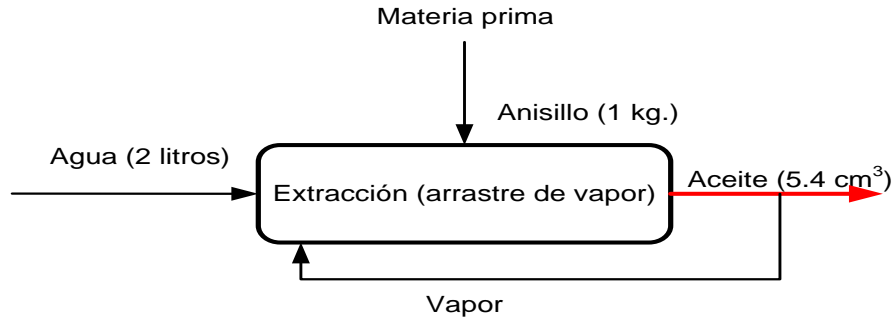 Materia prima
Anisillo (1 kg.)
Agua (2 litros)
Extracción (arrastre de vapor)
Aceite (5.4 cm³)
Vapor